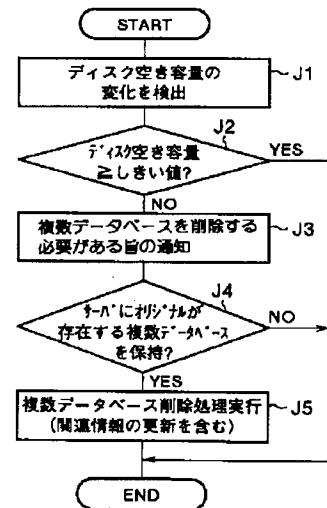 START
ディスク空き容量の
変化を検出
J1
J2
ディスク空き容量
≧しきい値?
YES
NO
複数データベースを削除する
必要がある旨の通知
J3
J4
サーバにオリジナルが
存在する複数データベース
を保持?
NO
YES
複数データベース削除処理実行
(関連情報の更新を含む)
J5
END